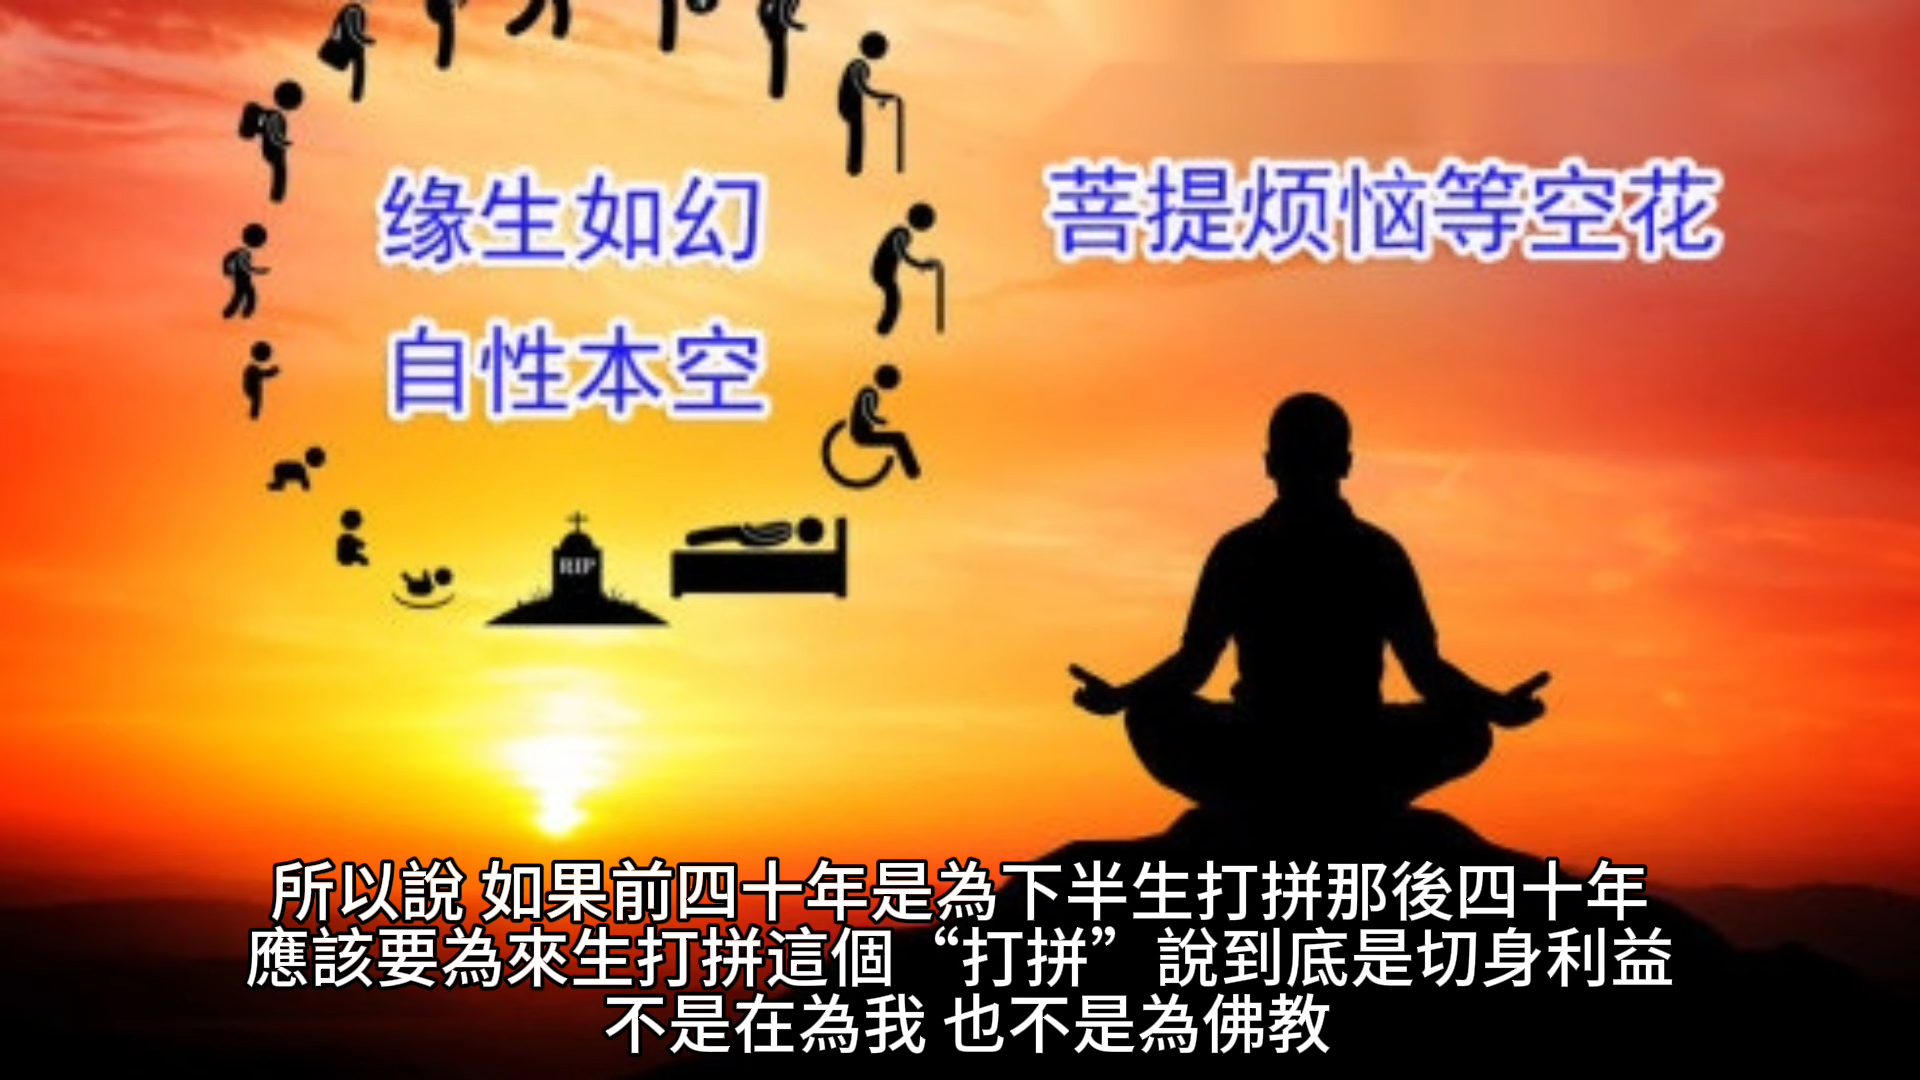 缘生如幻
自性本空
菩提烦恼等空花
RIP
所以說 如果前四十年是為下半生打拼那後四十年
應該要為來生打拼這個“打拼”說到底是切身利益
不是在為我 也不是為佛教